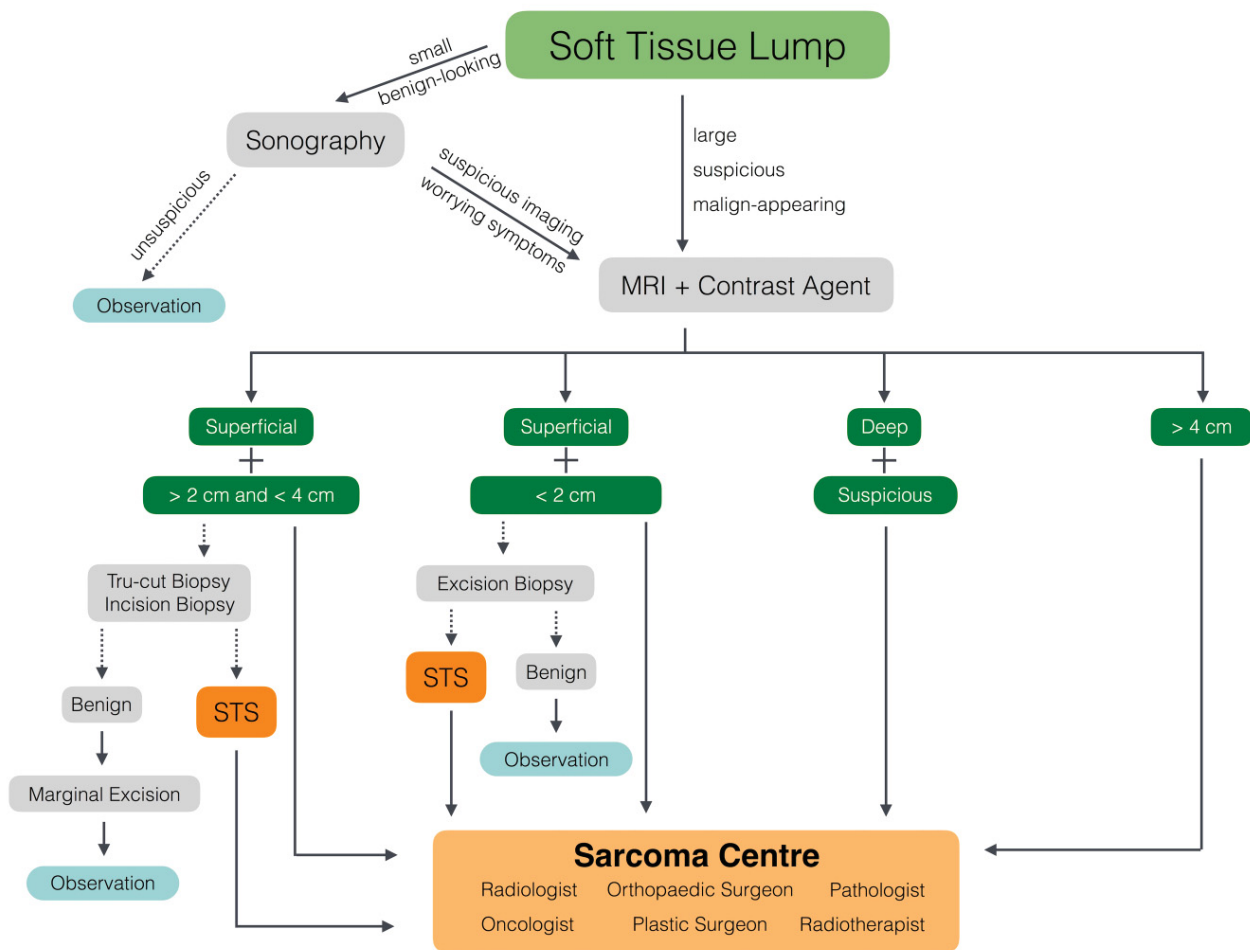 Soft Tissue Lump
small
benign-looking
Sonography
large
suspicious
malign-appearing
suspicious imaging
worrying symptoms
unsuspicious
Observation
MRI + Contrast Agent
Superficial
Superficial
Deep
> 4 cm
> 2 cm and < 4 cm
< 2 cm
Suspicious
Tru-cut Biopsy
Incision Biopsy
Excision Biopsy
STS
Benign
Benign
STS
Observation
Marginal Excision
Observation
Sarcoma Centre
Radiologist Orthopaedic Surgeon Pathologist
Oncologist Plastic Surgeon Radiotherapist